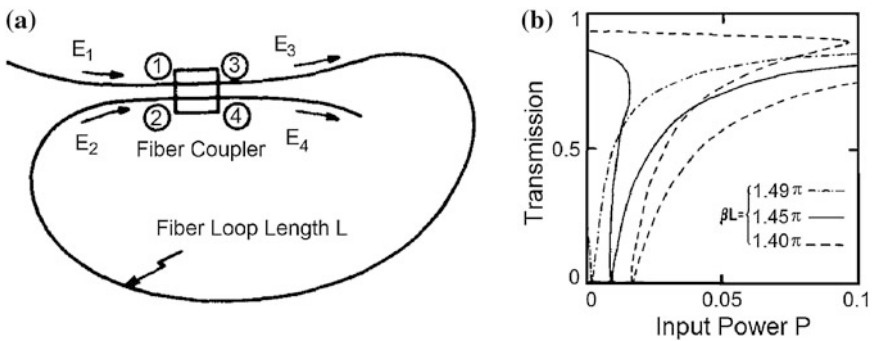 (a)
E1
1
3
E3
2
4
E2
E4
Fiber Coupler
Fiber Loop Length L
(b)
Transmission
1
0.5
0
βL=
1.49π
1.45π
1.40π
0
0.05
0.1
Input Power P